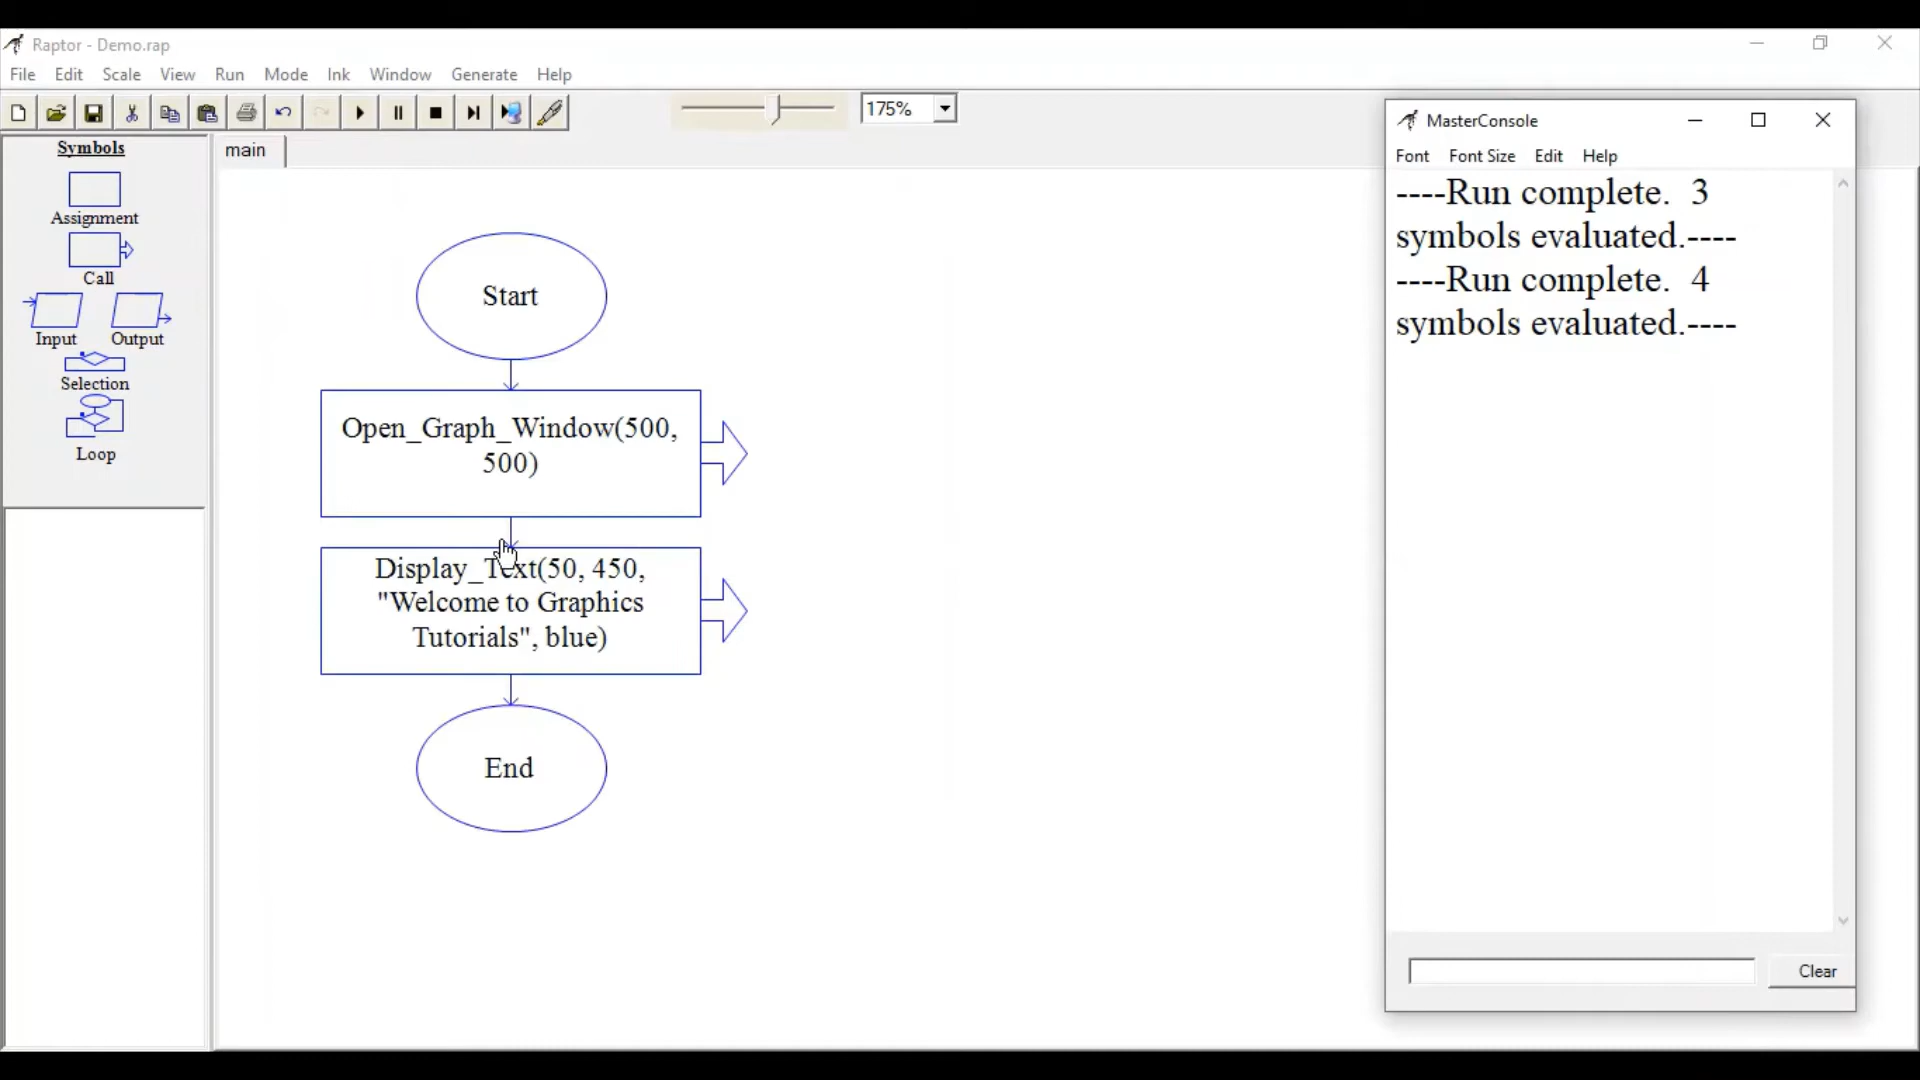 Raptor - Demo.rap
File Edit Scale View Run Mode Ink Window Generate Help
175%
Symbols
Assignment
Call
Input Output
Selection
Loop
main
Start
Open_Graph_Window(500,
500)
Display_Text(50, 450,
"Welcome to Graphics
Tutorials", blue)
End
MasterConsole
Font Font Size Edit Help
----Run complete. 3
symbols evaluated.----
----Run complete. 4
symbols evaluated.----
Clear